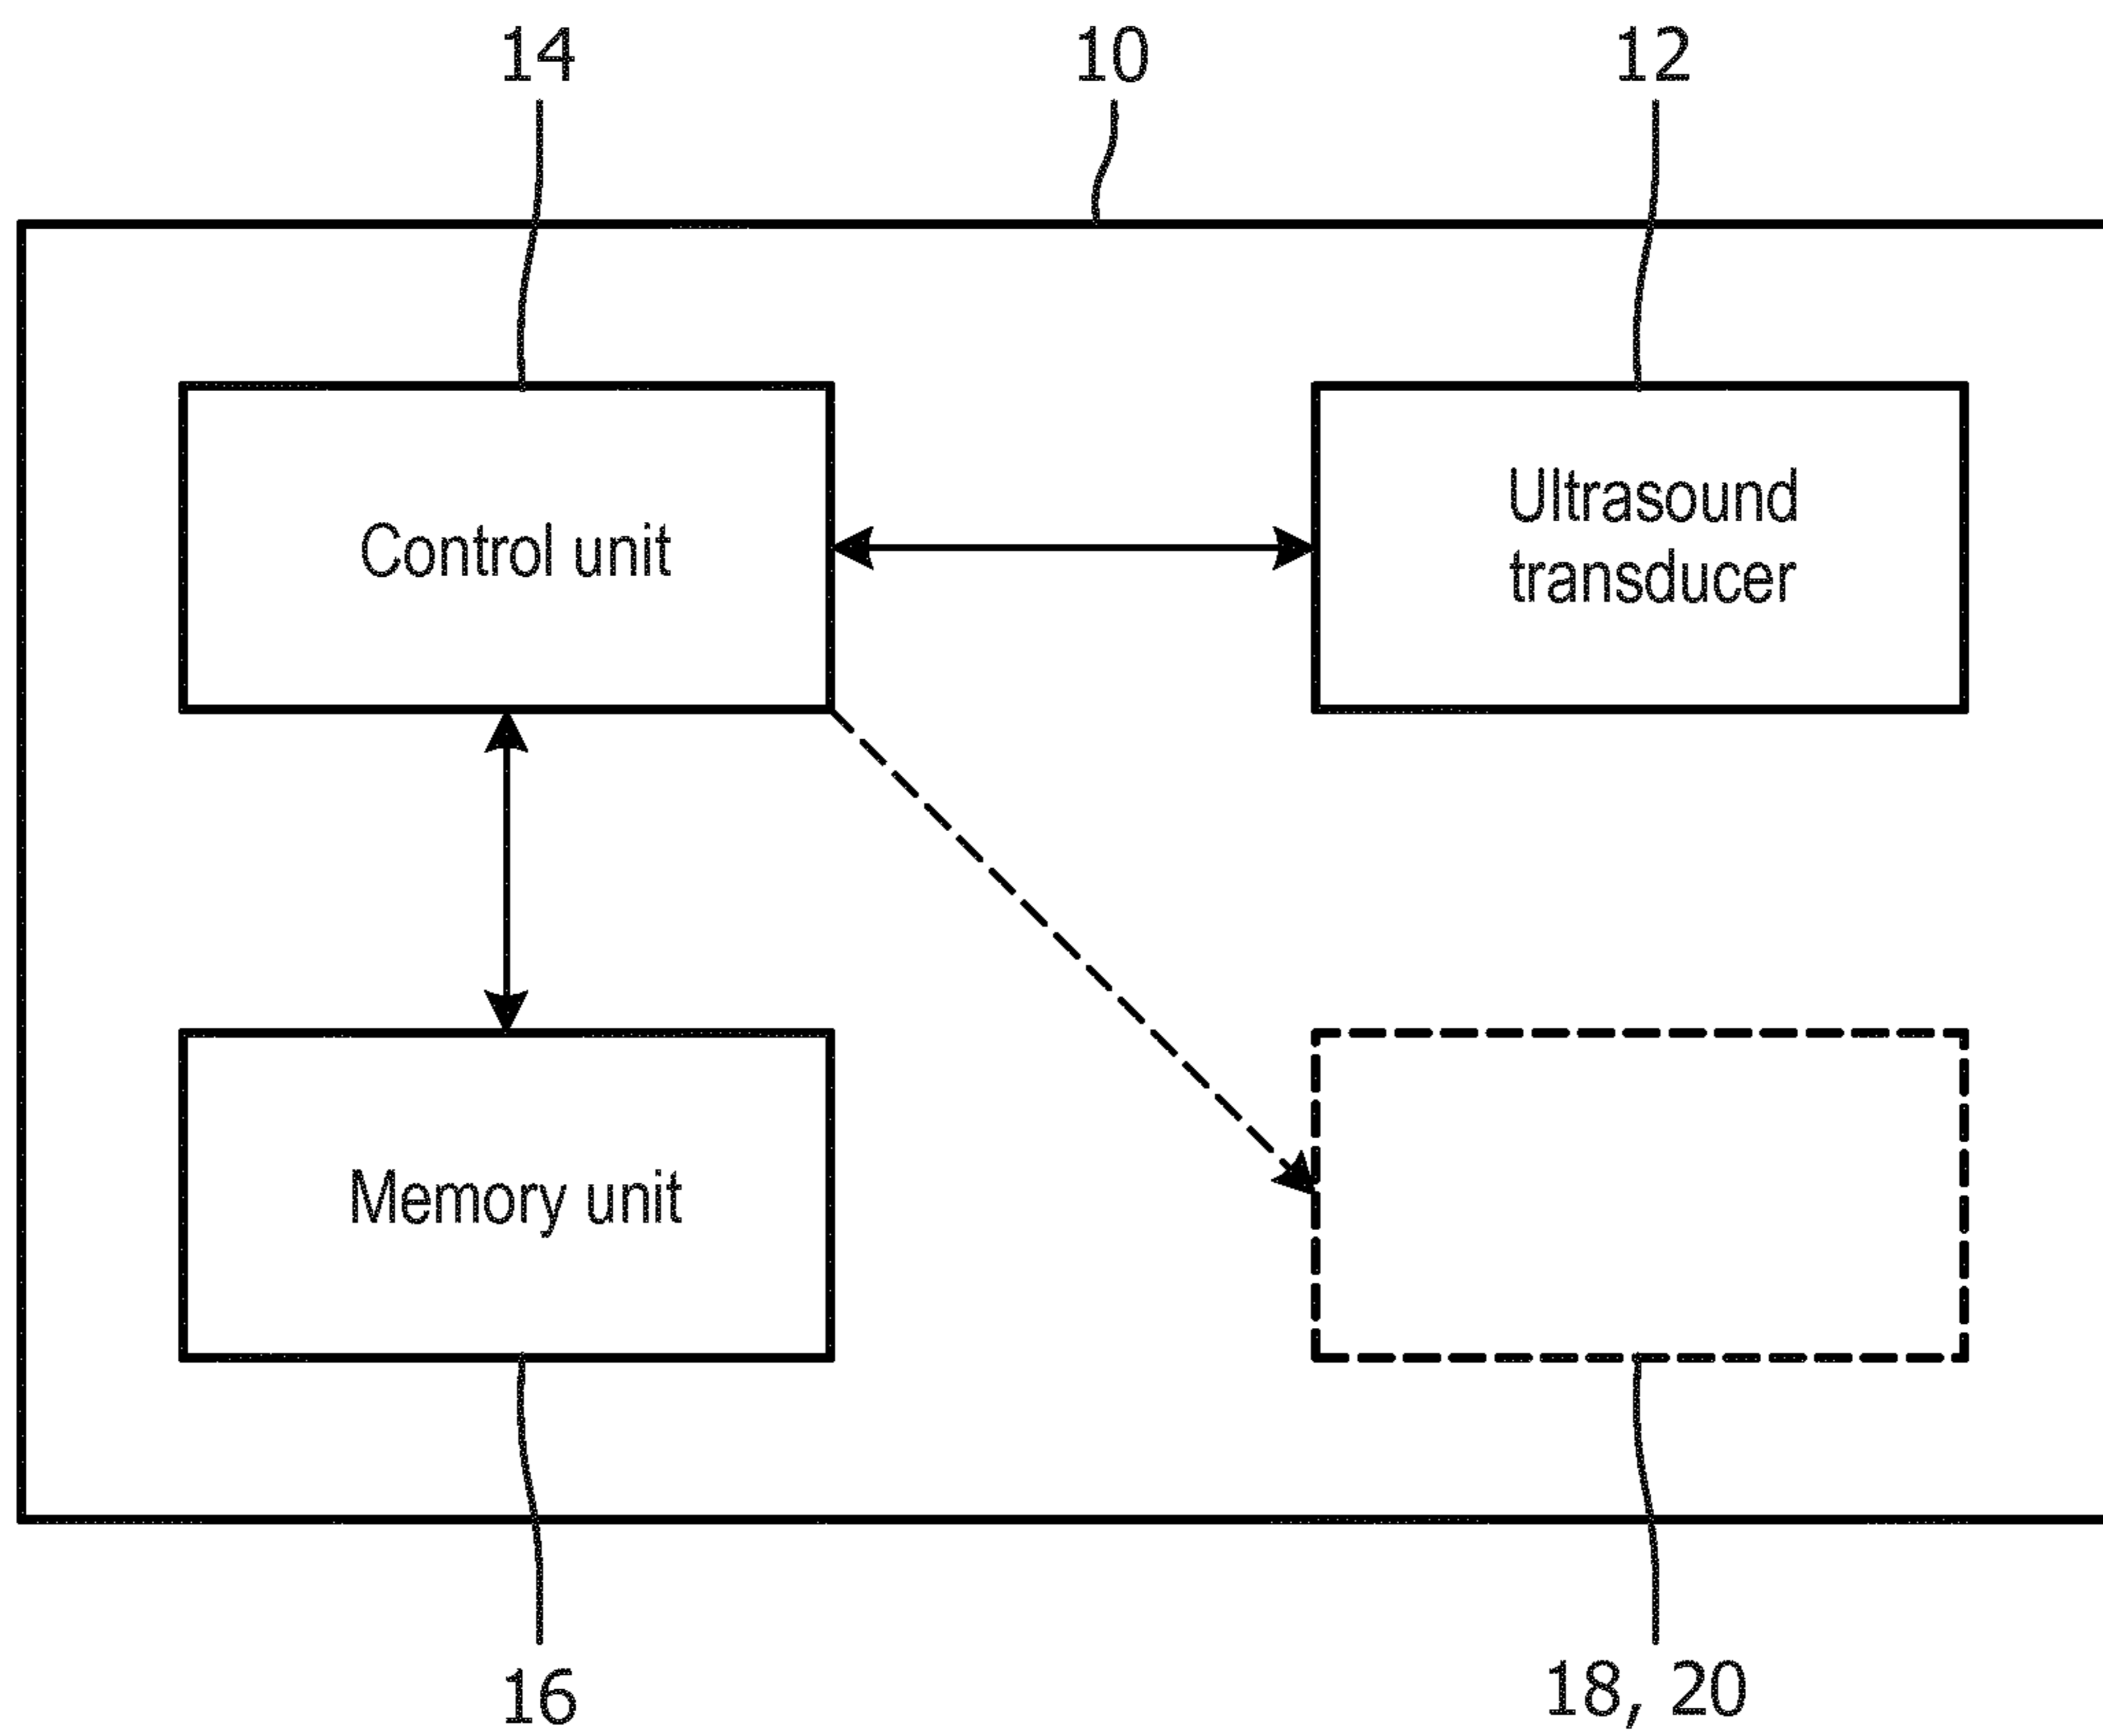 14
10
12
Control unit
Ultrasound
transducer
Memory unit
16
18, 20